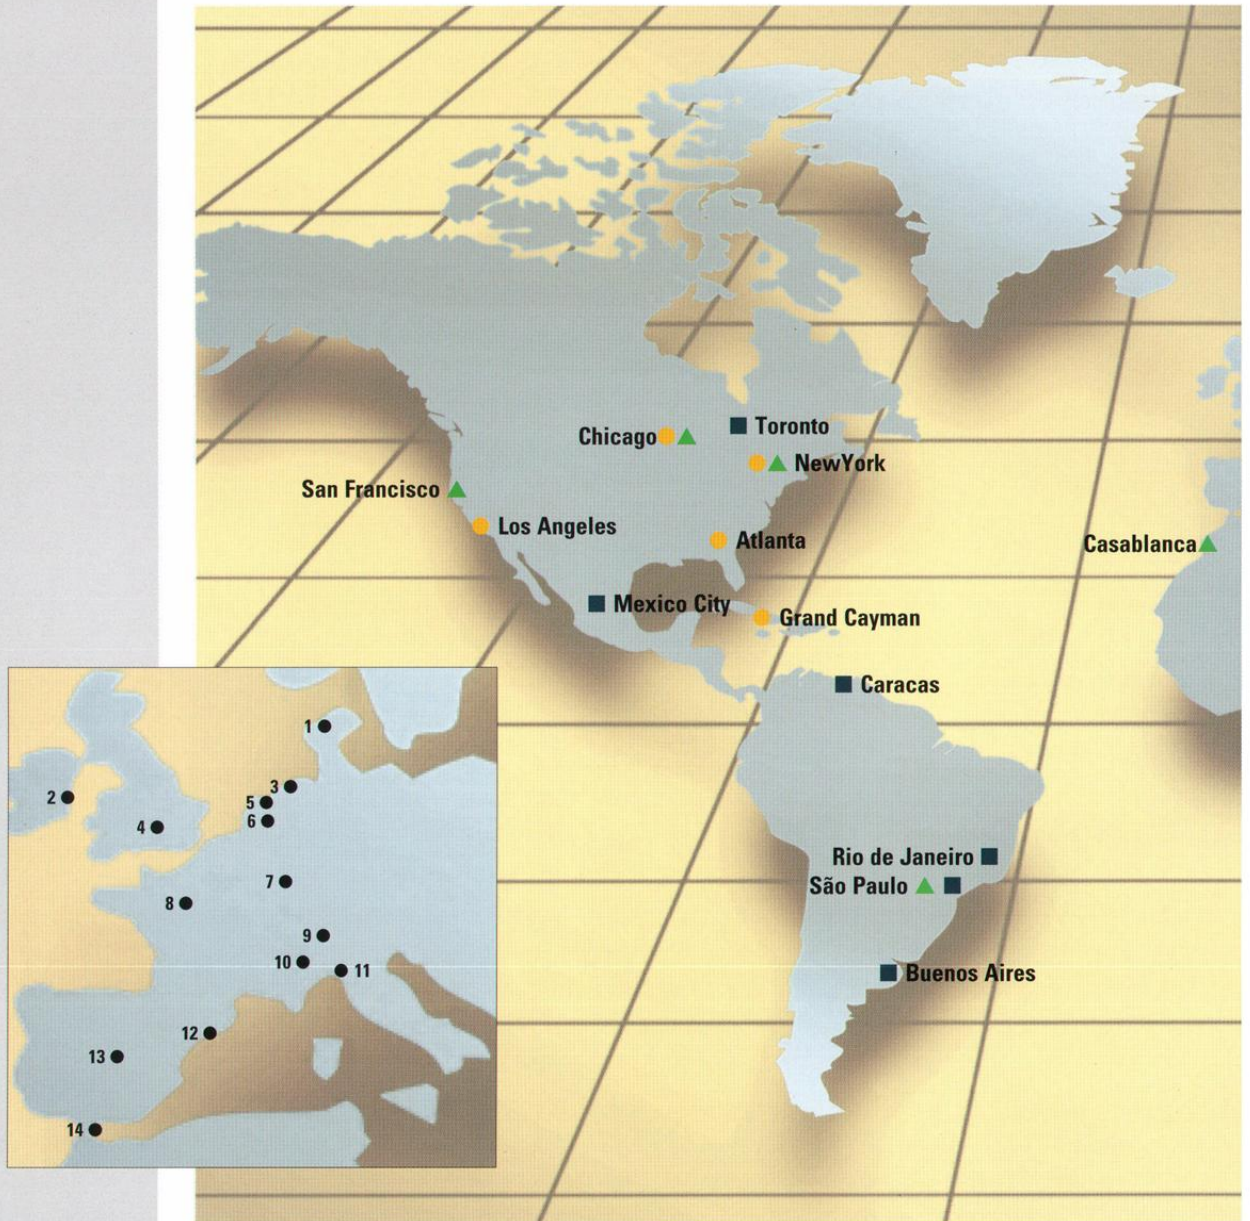 Toronto
Chicago
NewYork
San Francisco
Los Angeles
Atlanta
Casablanca
Mexico City
Grand Cayman
Caracas
1
3
2
5
6
4
Rio de Janeiro
7
São Paulo
8
9
10
11
Buenos Aires
12
13
14